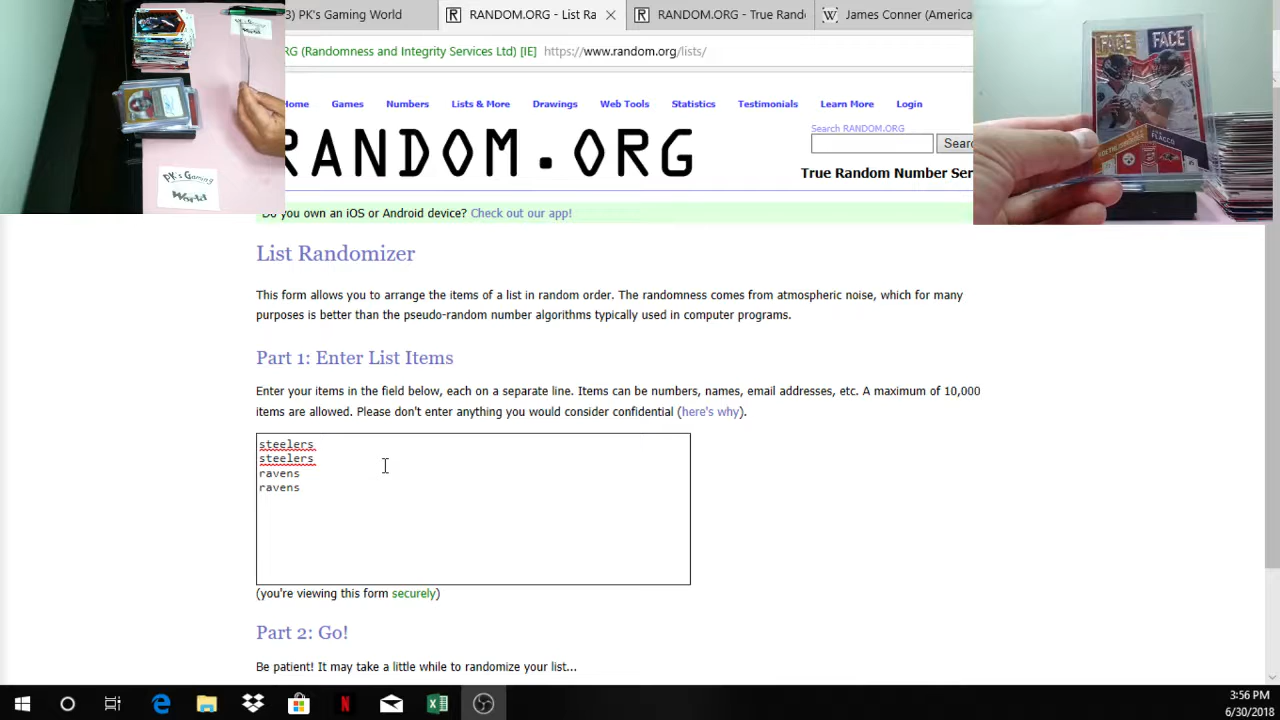 3) PK's Gaming World
RANDOM.ORG - List Ra
RANDOM.ORG - True Rand
James Conner (America
RG (Randomness and Integrity Services Ltd) [IE] https://www.random.org/lists/
Home Games Numbers Lists & More Drawings Web Tools Statistics Testimonials Learn More Login
RANDOM.ORG
Search RANDOM.ORG
Sear
True Random Number Ser
Do you own an iOS or Android device? Check out our app!
List Randomizer
This form allows you to arrange the items of a list in random order. The randomness comes from atmospheric noise, which for many
purposes is better than the pseudo-random number algorithms typically used in computer programs.
Part 1: Enter List Items
Enter your items in the field below, each on a separate line. Items can be numbers, names, email addresses, etc. A maximum of 10,000
items are allowed. Please don't enter anything you would consider confidential (here's why).
steelers
steelers
ravens
ravens
(you're viewing this form securely)
Part 2: Go!
Be patient! It may take a little while to randomize your list...
3:56 PM
6/30/2018
PK's Gaming
World
World
FACE FACE
FLACCO